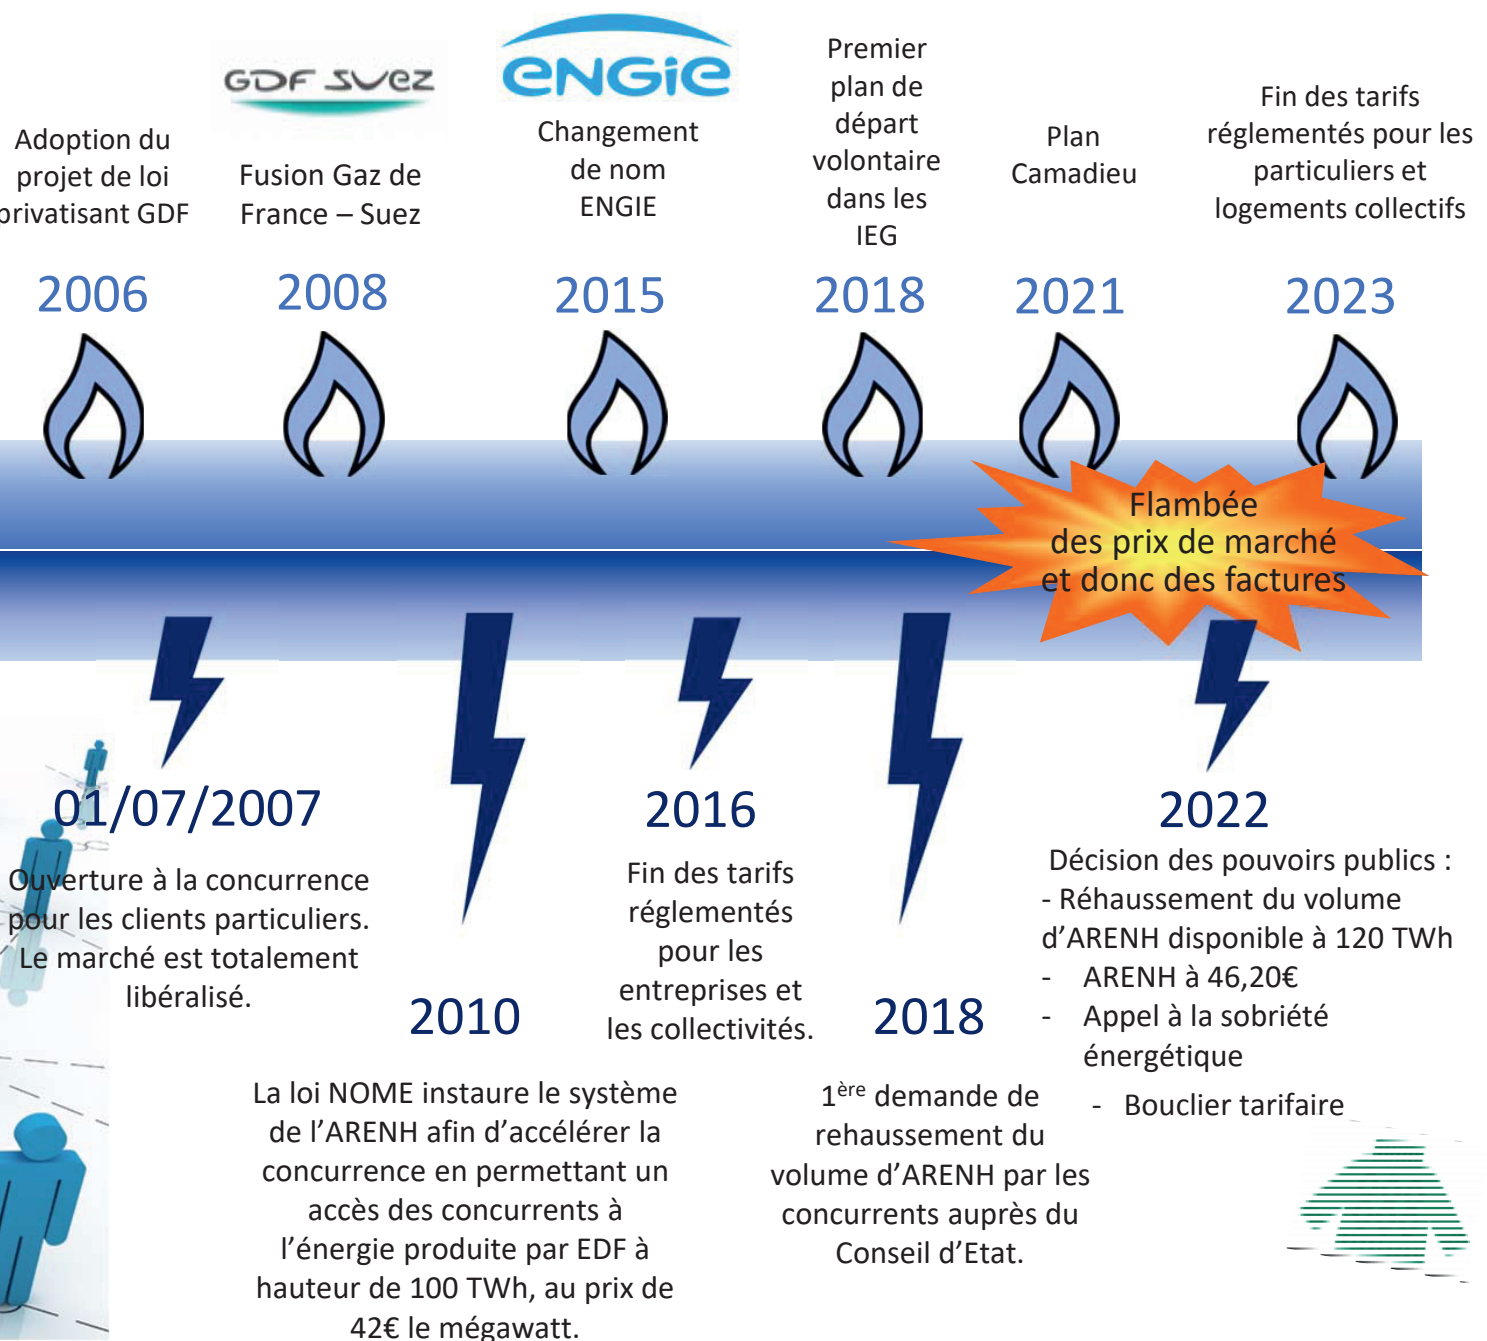 GDF SUEZ
ENGIE
Adoption du
projet de loi
privatisant GDF
2006
Fusion Gaz de
France – Suez
2008
Changement
de nom
ENGIE
2015
Premier
plan de
départ
volontaire
dans les
IEG
2018
Plan
Camadieu
2021
Fin des tarifs
réglementés pour les
particuliers et
logements collectifs
2023
Flambée
des prix de marché
et donc des factures
01/07/2007
Ouverture à la concurrence
pour les clients particuliers.
Le marché est totalement
libéralisé.
2010
La loi NOME instaure le système
de l’ARENH afin d’accélérer la
concurrence en permettant un
accès des concurrents à
l’énergie produite par EDF à
hauteur de 100 TWh, au prix de
42€ le mégawatt.
2016
Fin des tarifs
réglementés
pour les
entreprises et
les collectivités.
2018
1ère demande de
rehaussement du
volume d’ARENH par les
concurrents auprès du
Conseil d’Etat.
2022
Décision des pouvoirs publics :
- Réhaussement du volume
d’ARENH disponible à 120 TWh
- ARENH à 46,20€
- Appel à la sobriété
énergétique
- Bouclier tarifaire